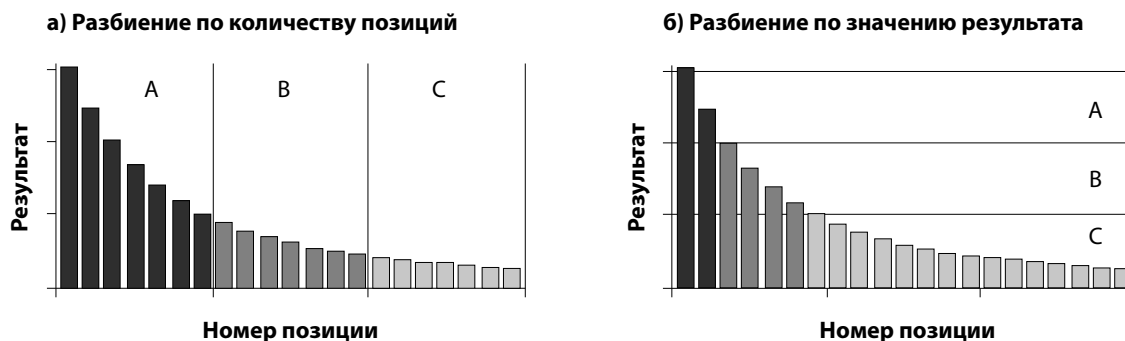 а) Разбиение по количеству позиций
A
B
C
Результат
Номер позиции
б) Разбиение по значению результата
A
B
C
Результат
Номер позиции